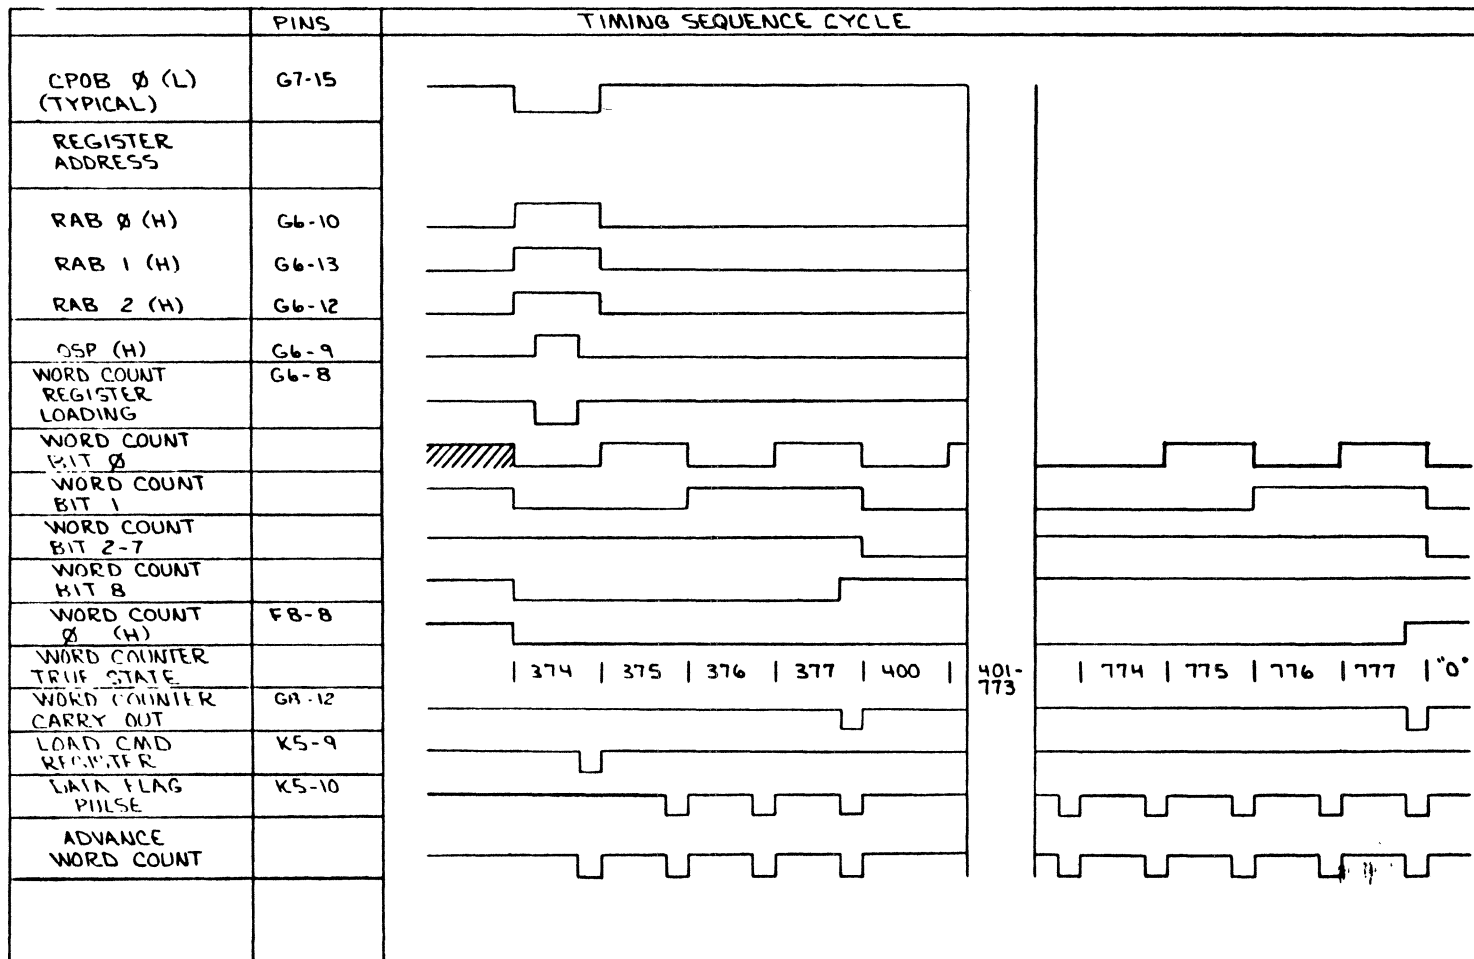 PINS TIMING SEQUENCE CYCLE
CPOB Ø (L) G7-15
(TYPICAL)
REGISTER
ADDRESS
RAB Ø (H) G6-10
RAB 1 (H) G6-13
RAB 2 (H) G6-12
OSP (H) G6-9
WORD COUNT G6-8
REGISTER
LOADING
WORD COUNT
BIT Ø
WORD COUNT
BIT 1
WORD COUNT
BIT 2-7
WORD COUNT
BIT 8
WORD COUNT F8-8
Ø (H)
WORD COUNTER
TRUE STATE
| 374 | 375 | 376 | 377 | 400 | 401- | 774 | 775 | 776 | 777 | "0"
773
WORD COUNTER G8-12
CARRY OUT
LOAD CMD K5-9
REGISTER
DATA FLAG K5-10
PULSE
ADVANCE
WORD COUNT